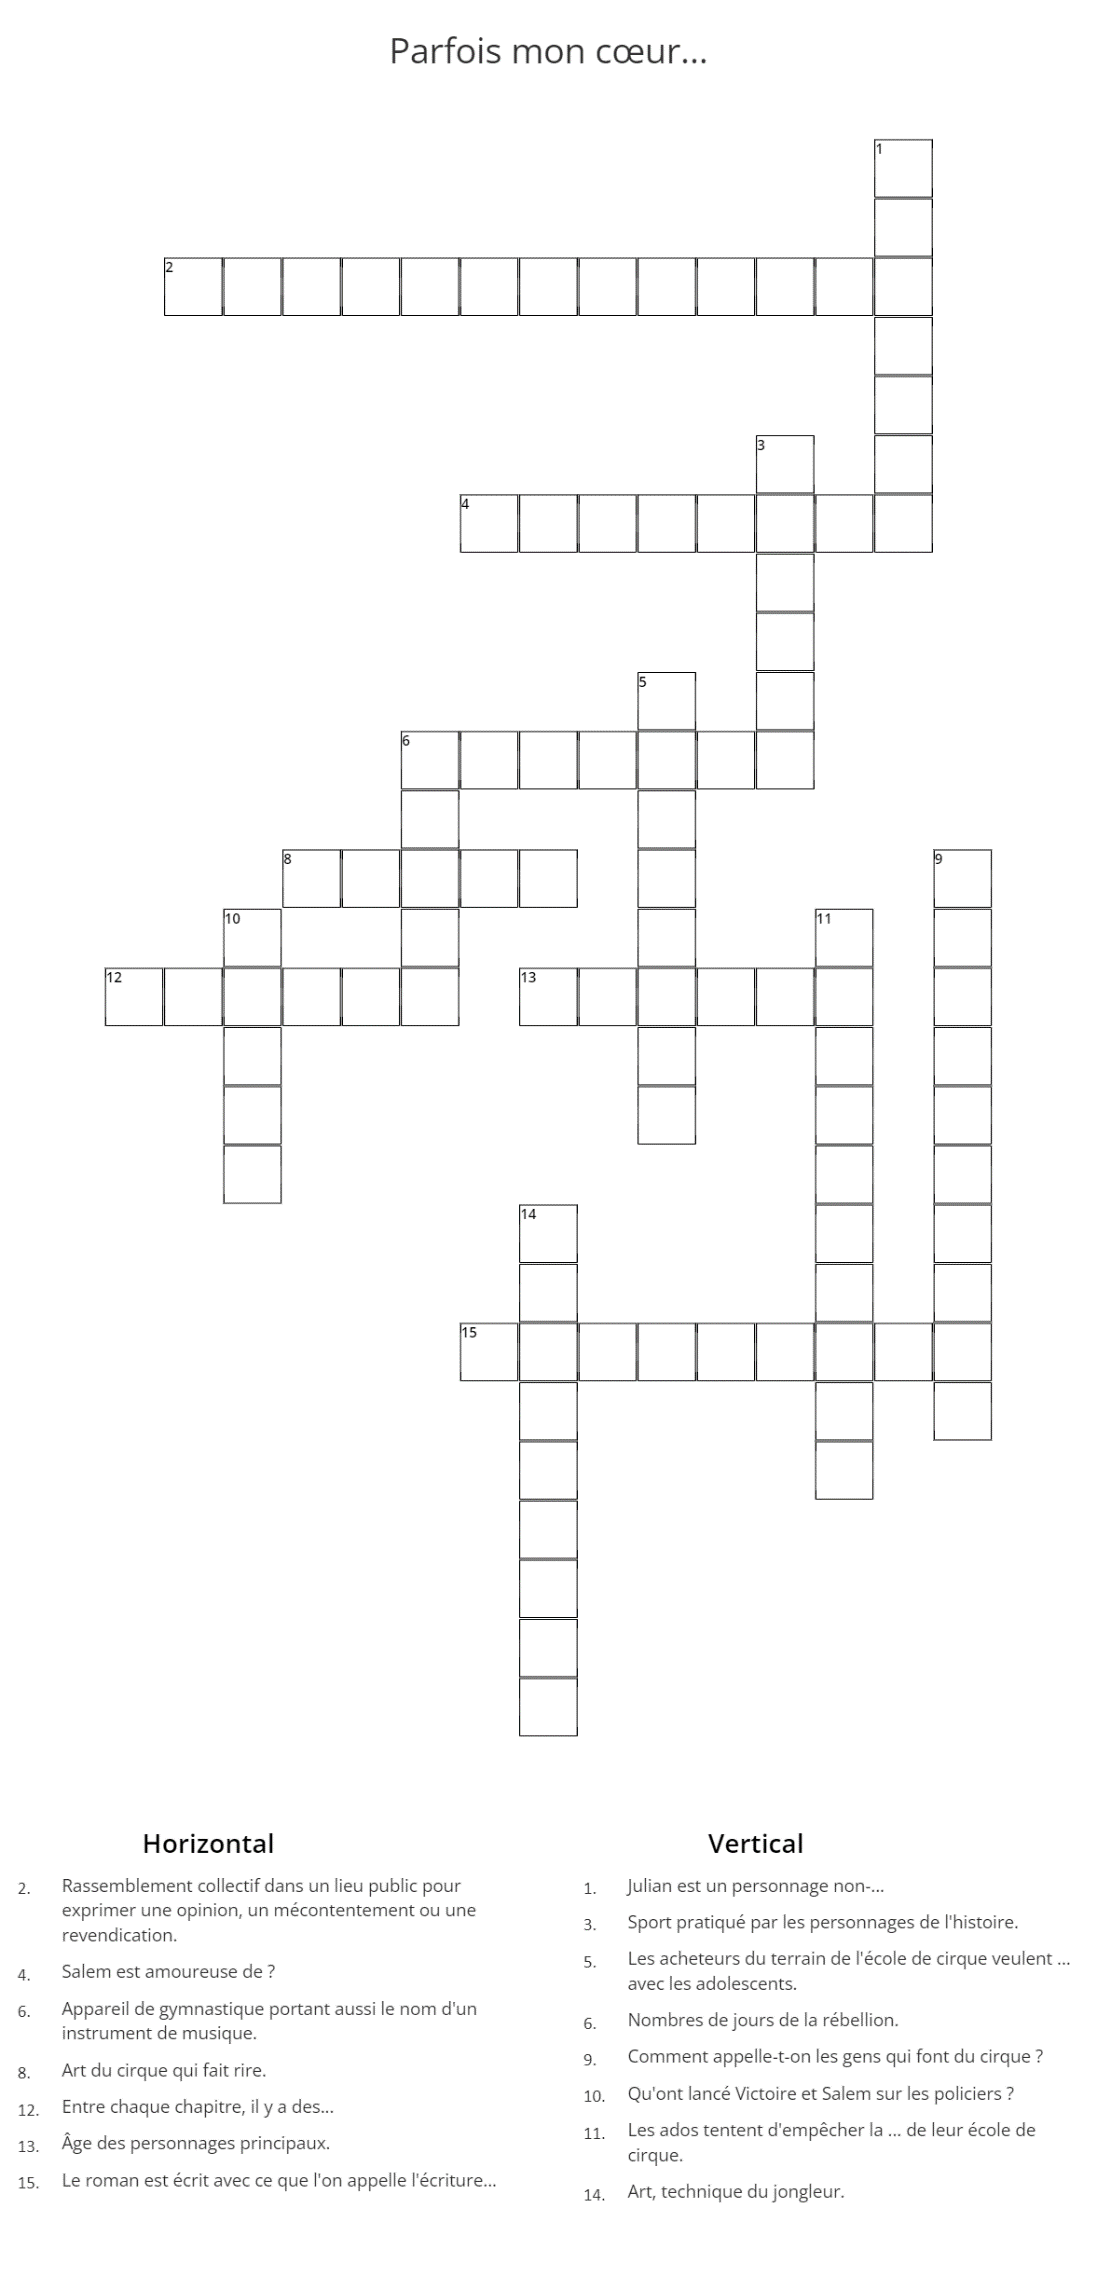 Parfois mon cœur...
1
2
3
4
5
6
8
9
10
11
12
13
14
15
Horizontal
2. Rassemblement collectif dans un lieu public pour
exprimer une opinion, un mécontentement ou une
revendication.
4. Salem est amoureuse de ?
6. Appareil de gymnastique portant aussi le nom d'un
instrument de musique.
8. Art du cirque qui fait rire.
12. Entre chaque chapitre, il y a des...
13. Âge des personnages principaux.
15. Le roman est écrit avec ce que l'on appelle l'écriture...
Vertical
1. Julian est un personnage non-...
3. Sport pratiqué par les personnages de l'histoire.
5. Les acheteurs du terrain de l'école de cirque veulent ...
avec les adolescents.
6. Nombres de jours de la rébellion.
9. Comment appelle-t-on les gens qui font du cirque ?
10. Qu'ont lancé Victoire et Salem sur les policiers ?
11. Les ados tentent d'empêcher la ... de leur école de
cirque.
14. Art, technique du jongleur.